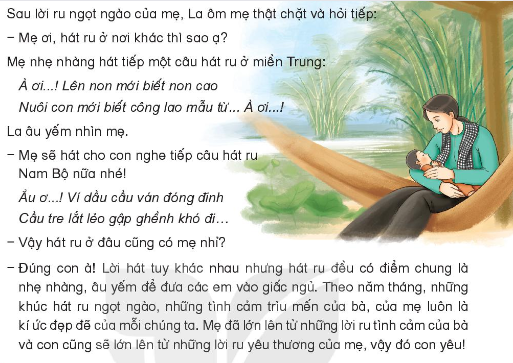 Sau lời ru ngọt ngào của mẹ, La ôm mẹ thật chặt và hỏi tiếp:
– Mẹ ơi, hát ru ở nơi khác thì sao ạ?
Mẹ nhẹ nhàng hát tiếp một câu hát ru ở miền Trung:
À ơi...! Lên non mới biết non cao
Nuôi con mới biết công lao mẫu từ... À ơi...!
La âu yếm nhìn mẹ.
– Mẹ sẽ hát cho con nghe tiếp câu hát ru
Nam Bộ nữa nhé!
Ầu ơ...! Ví dầu cầu ván đóng đinh
Cầu tre lắt lẻo gập ghềnh khó đi...
– Vậy hát ru ở đâu cũng có mẹ nhỉ?
– Đúng con à! Lời hát tuy khác nhau nhưng hát ru đều có điểm chung là
nhẹ nhàng, âu yếm để đưa các em vào giấc ngủ. Theo năm tháng, những
khúc hát ru ngọt ngào, những tình cảm trìu mến của bà, của mẹ luôn là
kí ức đẹp đẽ của mỗi chúng ta. Mẹ đã lớn lên từ những lời ru tình cảm của bà
và con cũng sẽ lớn lên từ những lời ru yêu thương của mẹ, vậy đó con yêu!